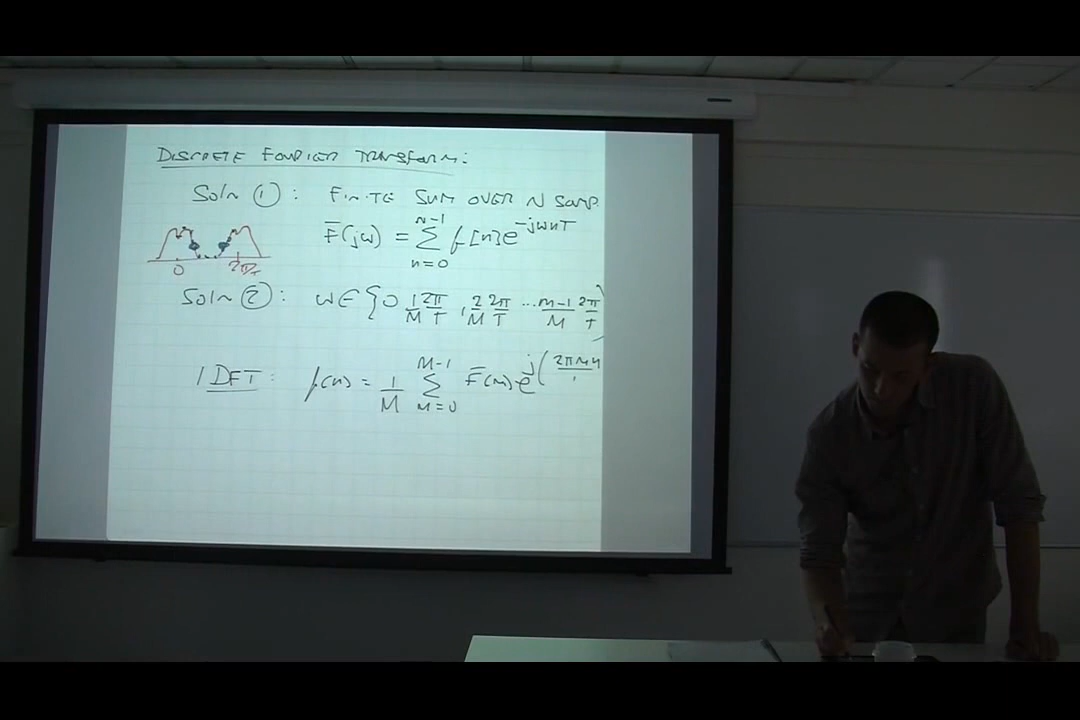 DISCRETE FOURIER TRANSFORM:
Soln ①: FINITE SUM OVER N SAMP.
F̄(jω) = Σ_{n=0}^{N-1} f[n] e^{-jωnT}
0 2π/T
Soln ②: ω ∈ {0, 1/M 2π/T, 2/M 2π/T ... M-1/M 2π/T}
IDFT: f(n) = 1/M Σ_{m=0}^{M-1} F̄(m) e^{j(2πmn